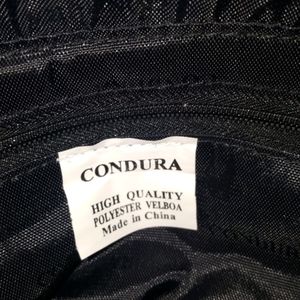 CONDURA
HIGH QUALITY
POLYESTER VELBOA
Made in China